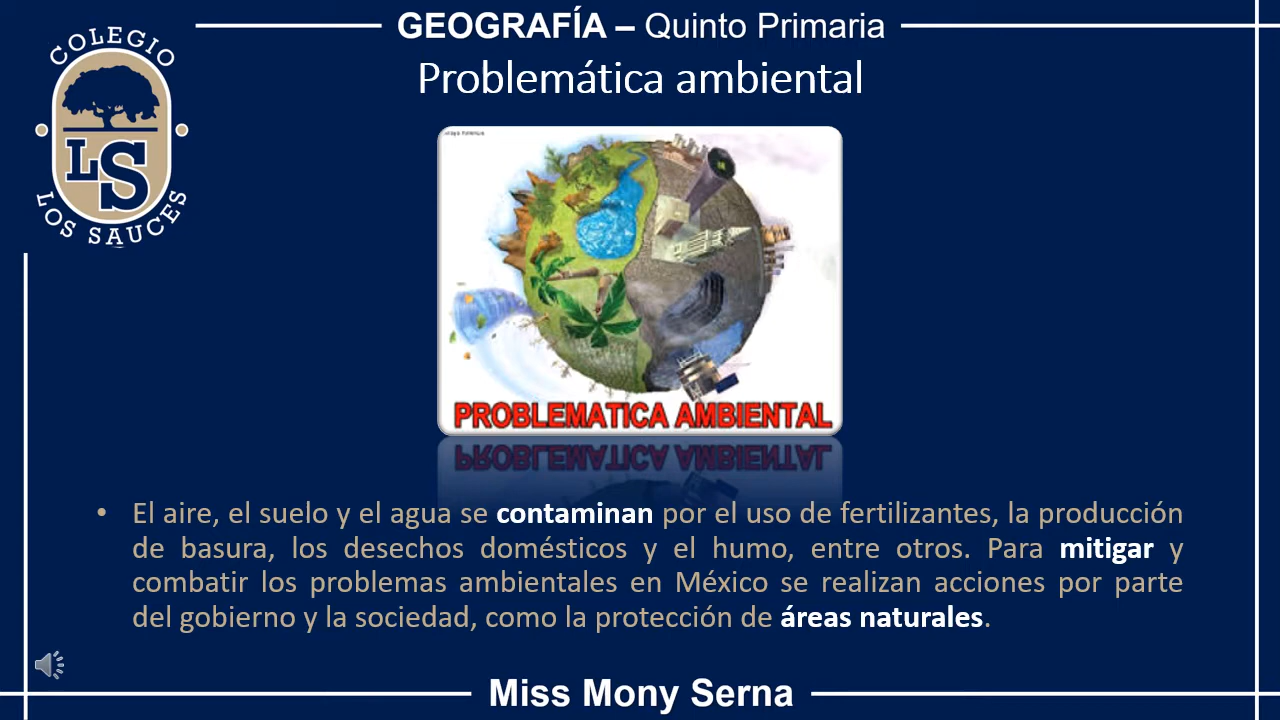 GEOGRAFÍA – Quinto Primaria
Problemática ambiental
COLEGIO
LS
LOS SAUCES
PROBLEMATICA AMBIENTAL
• El aire, el suelo y el agua se contaminan por el uso de fertilizantes, la producción
de basura, los desechos domésticos y el humo, entre otros. Para mitigar y
combatir los problemas ambientales en México se realizan acciones por parte
del gobierno y la sociedad, como la protección de áreas naturales.
Miss Mony Serna